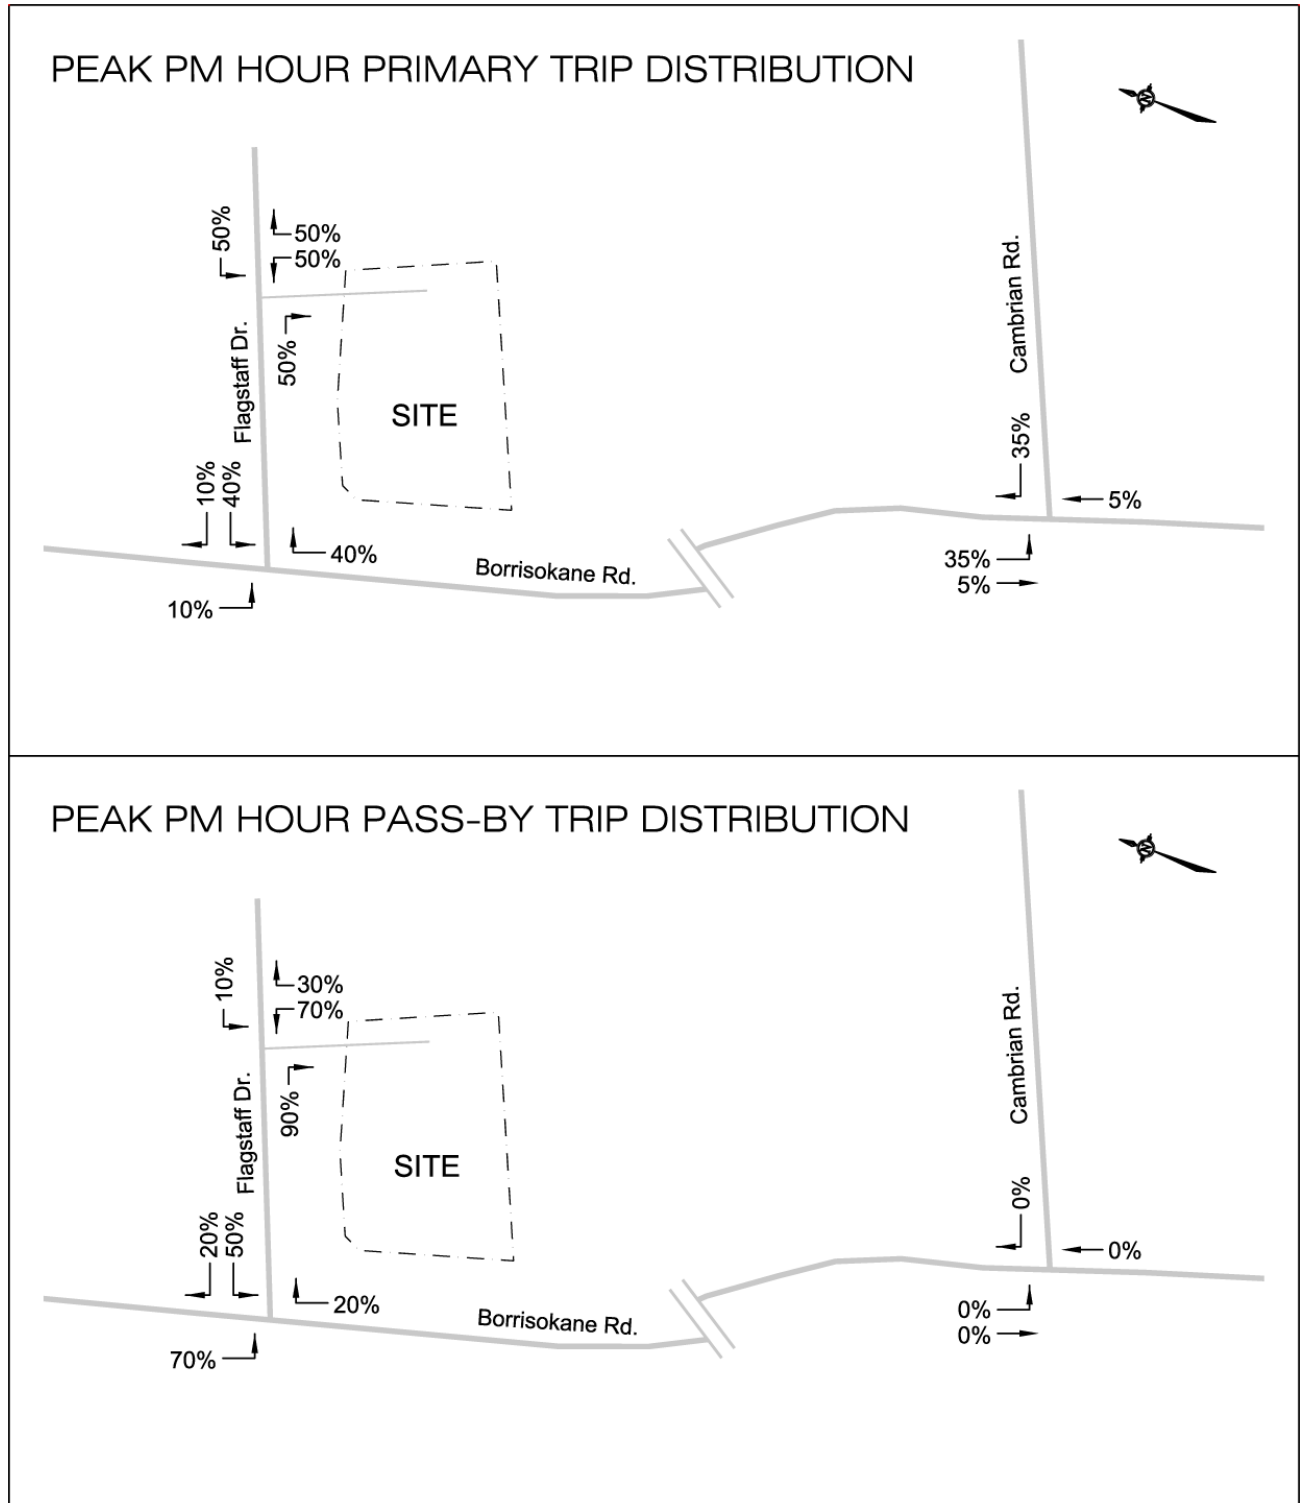 PEAK PM HOUR PRIMARY TRIP DISTRIBUTION
N
50%
50%
50%
Flagstaff Dr.
50%
SITE
Cambrian Rd.
10%
40%
35%
5%
40%
Borrisokane Rd.
35%
5%
10%
PEAK PM HOUR PASS-BY TRIP DISTRIBUTION
N
10%
30%
70%
Flagstaff Dr.
90%
SITE
Cambrian Rd.
20%
50%
0%
0%
20%
Borrisokane Rd.
0%
0%
70%